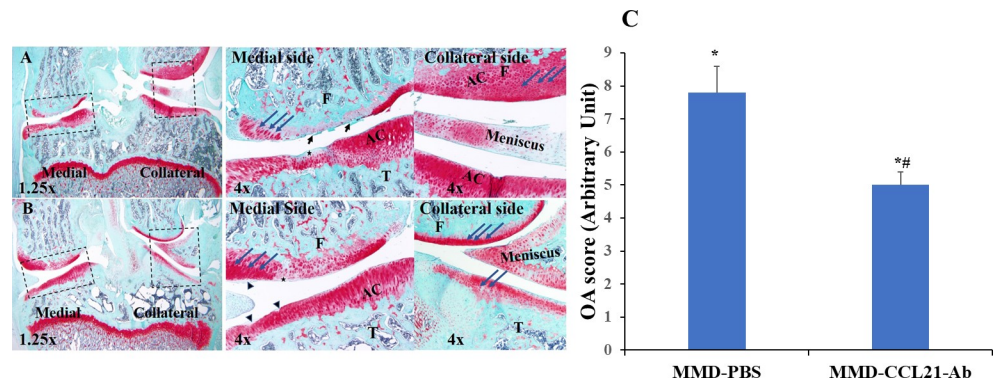 A
Medial
Collateral
1.25x
Medial side
F
AC
*
T
4x
Collateral side
AC
F
Meniscus
AC
4x
B
Medial
Collateral
1.25x
Medial Side
F
*
AC
T
4x
Collateral side
F
Meniscus
T
4x
C
OA score (Arbitrary Unit)
9
8
7
6
5
4
3
2
1
0
*
*#
MMD-PBS
MMD-CCL21-Ab